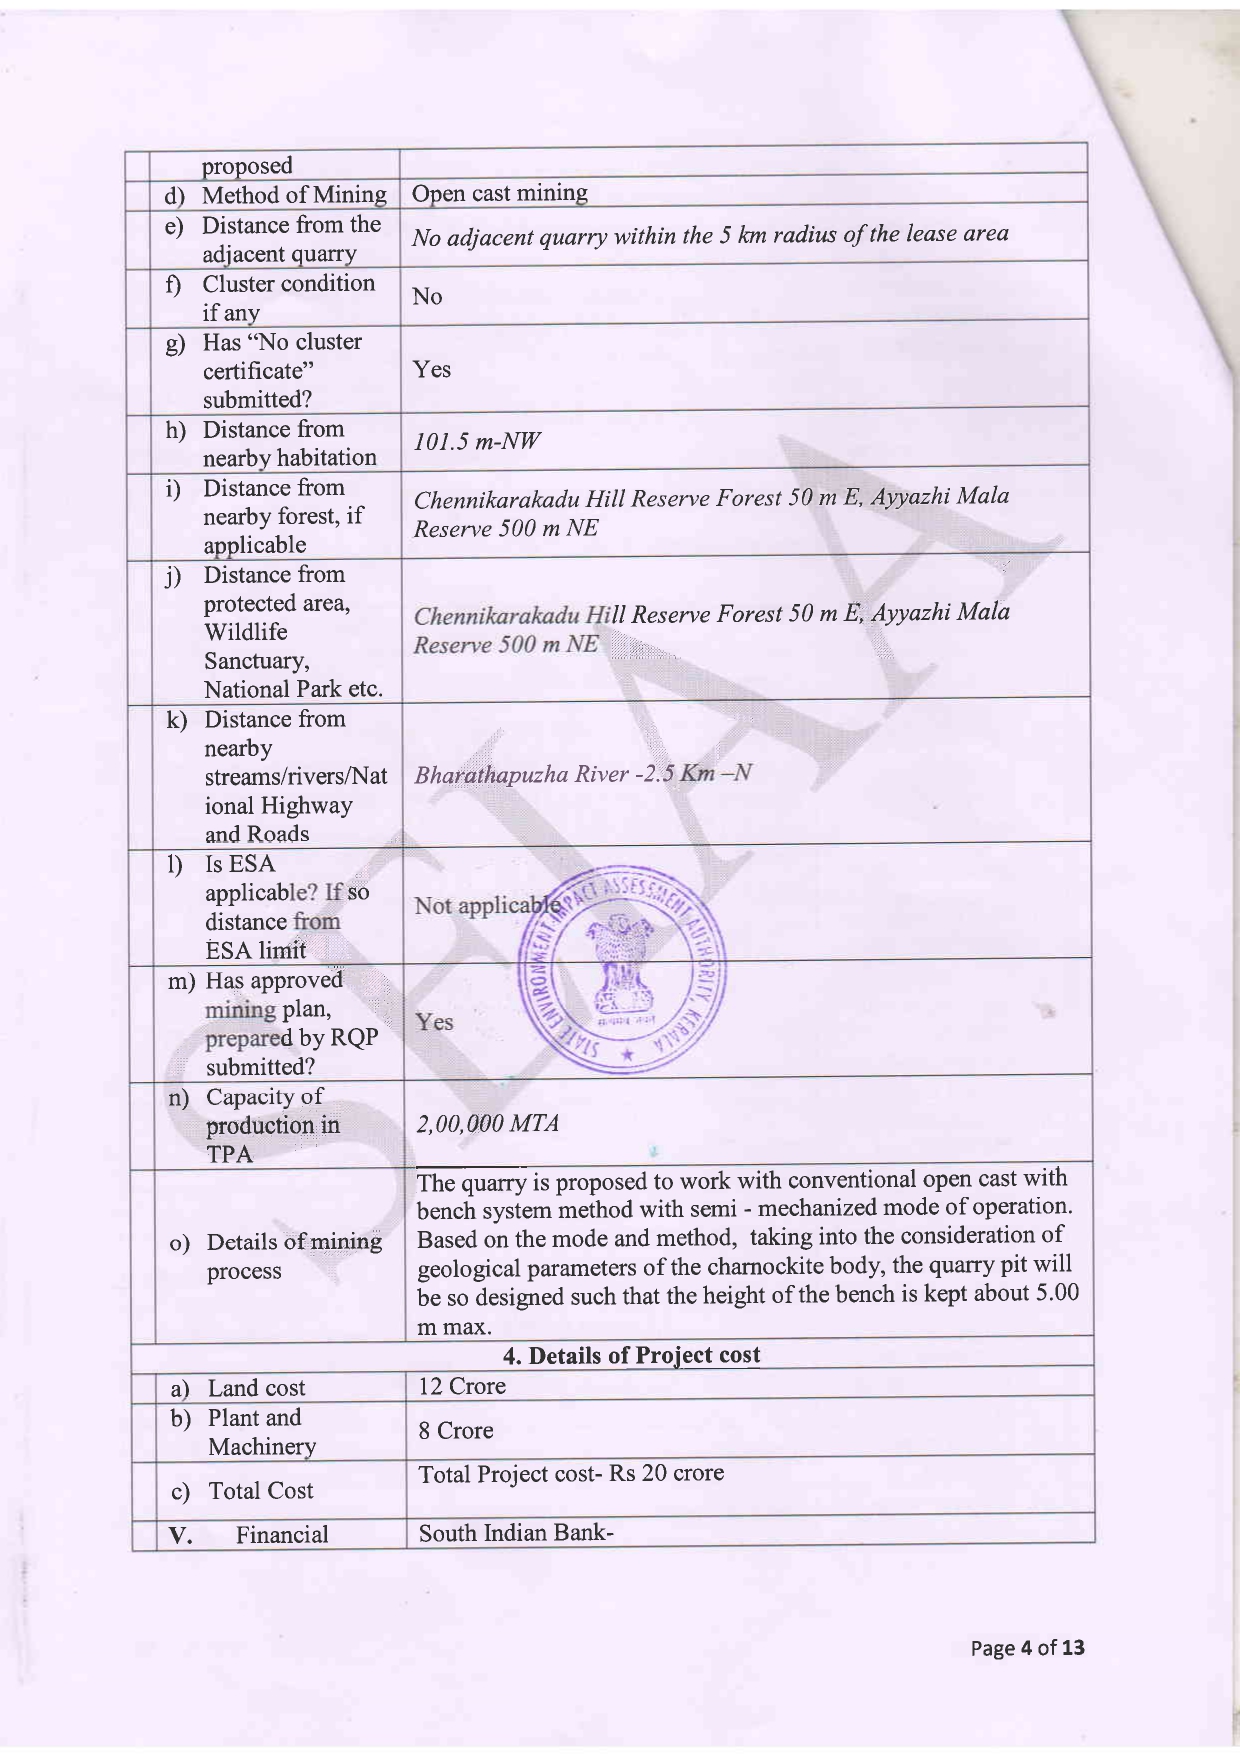 proposed
d) Method of Mining Open cast mining
e) Distance from the
adjacent quarry
No adjacent quarry within the 5 km radius of the lease area
f) Cluster condition
if any
No
g) Has “No cluster
certificate”
submitted?
Yes
h) Distance from
nearby habitation
101.5 m-NW
i) Distance from
nearby forest, if
applicable
Chennikarakadu Hill Reserve Forest 50 m E, Ayyazhi Mala
Reserve 500 m NE
j) Distance from
protected area,
Wildlife
Sanctuary,
National Park etc.
Chennikarakadu Hill Reserve Forest 50 m E, Ayyazhi Mala
Reserve 500 m NE
k) Distance from
nearby
streams/rivers/Nat
ional Highway
and Roads
Bharathapuzha River -2.5 Km –N
l) Is ESA
applicable? If so
distance from
ESA limit
Not applicable
m) Has approved
mining plan,
prepared by RQP
submitted?
Yes
n) Capacity of
production in
TPA
2,00,000 MTA
o) Details of mining
process
The quarry is proposed to work with conventional open cast with
bench system method with semi - mechanized mode of operation.
Based on the mode and method, taking into the consideration of
geological parameters of the charnockite body, the quarry pit will
be so designed such that the height of the bench is kept about 5.00
m max.
4. Details of Project cost
a) Land cost 12 Crore
b) Plant and
Machinery
8 Crore
c) Total Cost
Total Project cost- Rs 20 crore
V. Financial South Indian Bank-
SEIAA
STATE ENVIRONMENT IMPACT ASSESSMENT AUTHORITY, KERALA
सत्यमेव जयते
Page 4 of 13